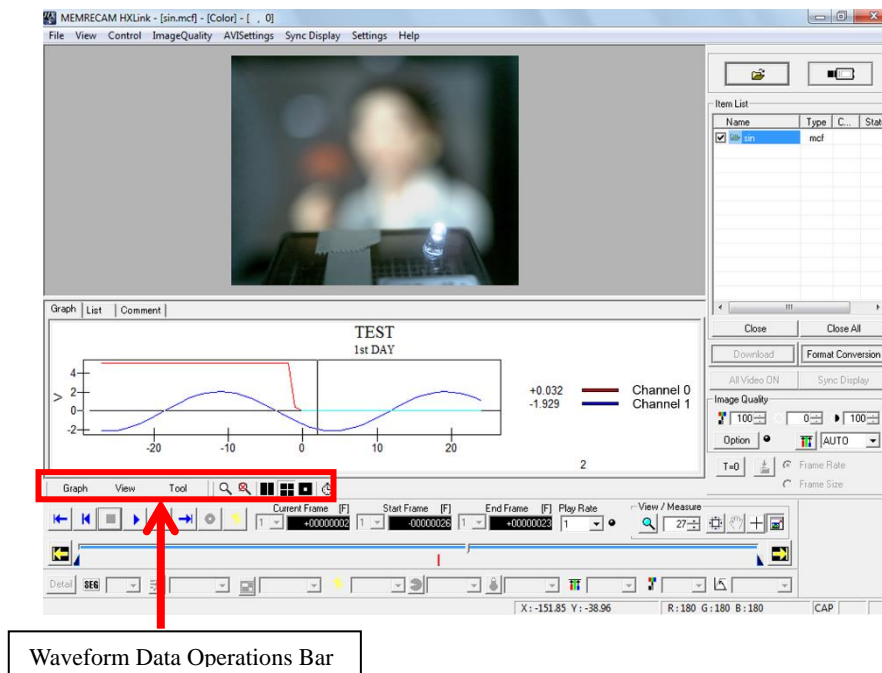 MEMRECAM HXLink - [sin.mcf] - [Color] - [ , 0]
File View Control ImageQuality AVISettings Sync Display Settings Help
Item List
Name Type C... Stat
sin mcf
Close Close All
Download Format Conversion
All Video ON Sync Display
Image Quality
100 0 100
Option AUTO
T=0 Frame Rate
Frame Size
Graph List Comment
TEST
1st DAY
V
4
2
0
-2
-20 -10 0 10 20
+0.032 Channel 0
-1.929 Channel 1
2
Graph View Tool
Current Frame [F] Start Frame [F] End Frame [F] Play Rate View / Measure
1 +00000002 1 -00000026 1 +00000023 1 27
Detail SEG
X : -151.85 Y : -38.96 R : 180 G : 180 B : 180 CAP
Waveform Data Operations Bar